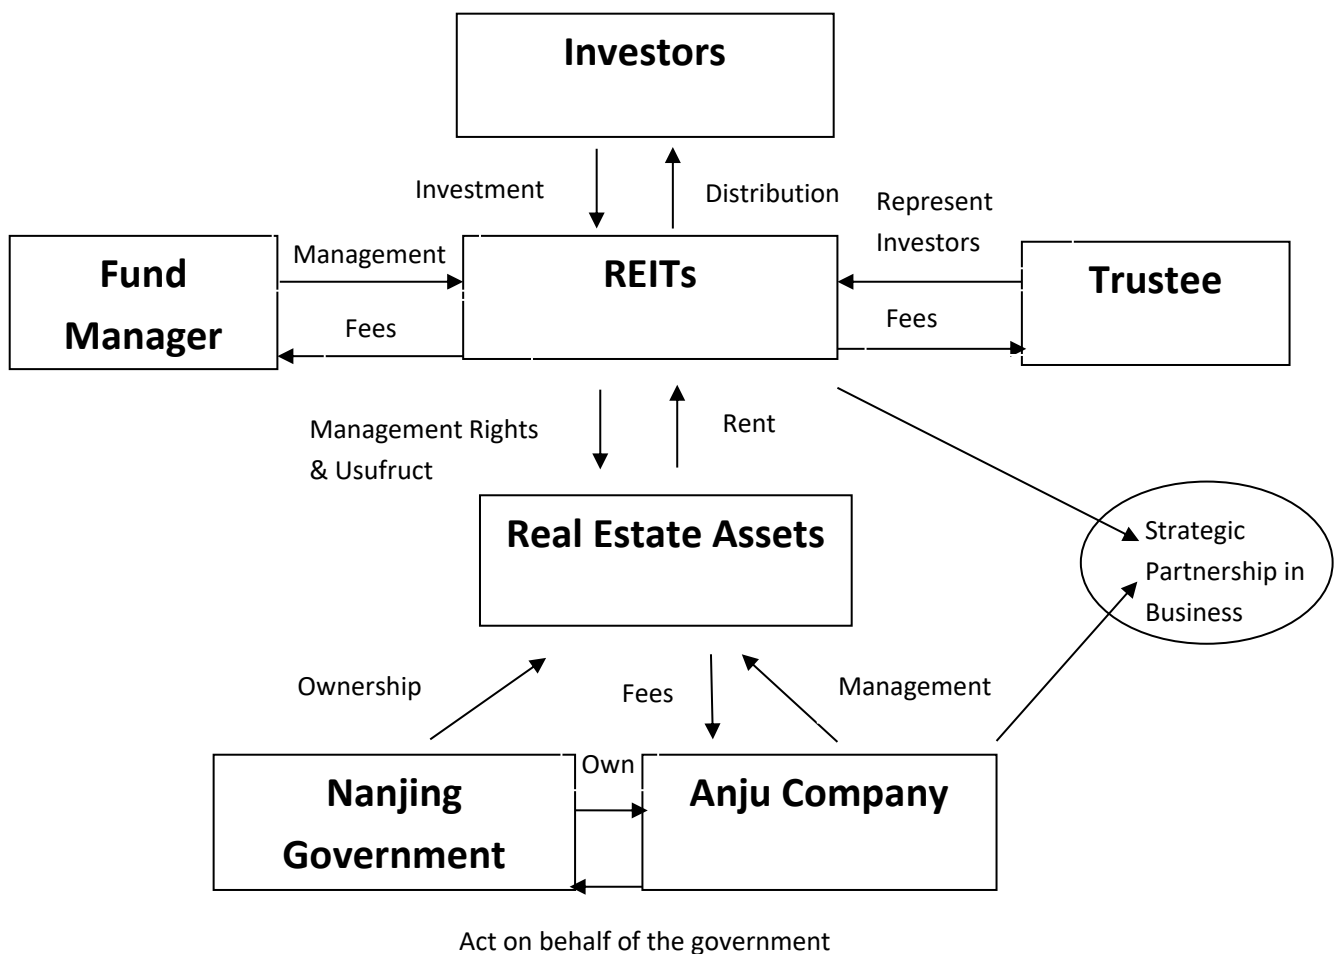 Investors
Investment
Distribution
Represent
Investors
Fund
Manager
Management
Fees
REITs
Fees
Trustee
Management Rights
& Usufruct
Rent
Real Estate Assets
Strategic
Partnership in
Business
Ownership
Fees
Management
Nanjing
Government
Own
Anju Company
Act on behalf of the government